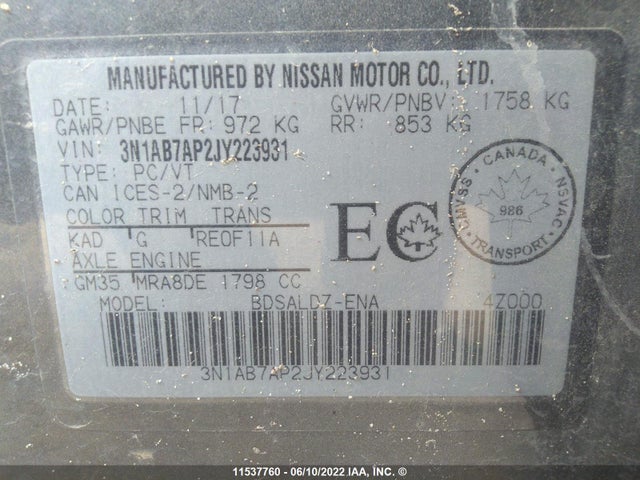 MANUFACTURED BY NISSAN MOTOR CO., LTD.
DATE: 11/17 GVWR/PNBV: 1758 KG
GAWR/PNBE FR: 972 KG RR: 853 KG
VIN: 3N1AB7AP2JY223931
TYPE: PC/VT
CAN ICES-2/NMB-2
COLOR TRIM TRANS
KAD G RE0F11A
AXLE ENGINE
GM35 MRA8DE 1798 CC
EC
CANADA
CMVSS NSVAC
986
TRANSPORT
MODEL: BDSALDZ-ENA 4Z000
3N1AB7AP2JY223931
11537760 - 06/10/2022 IAA, INC. ©